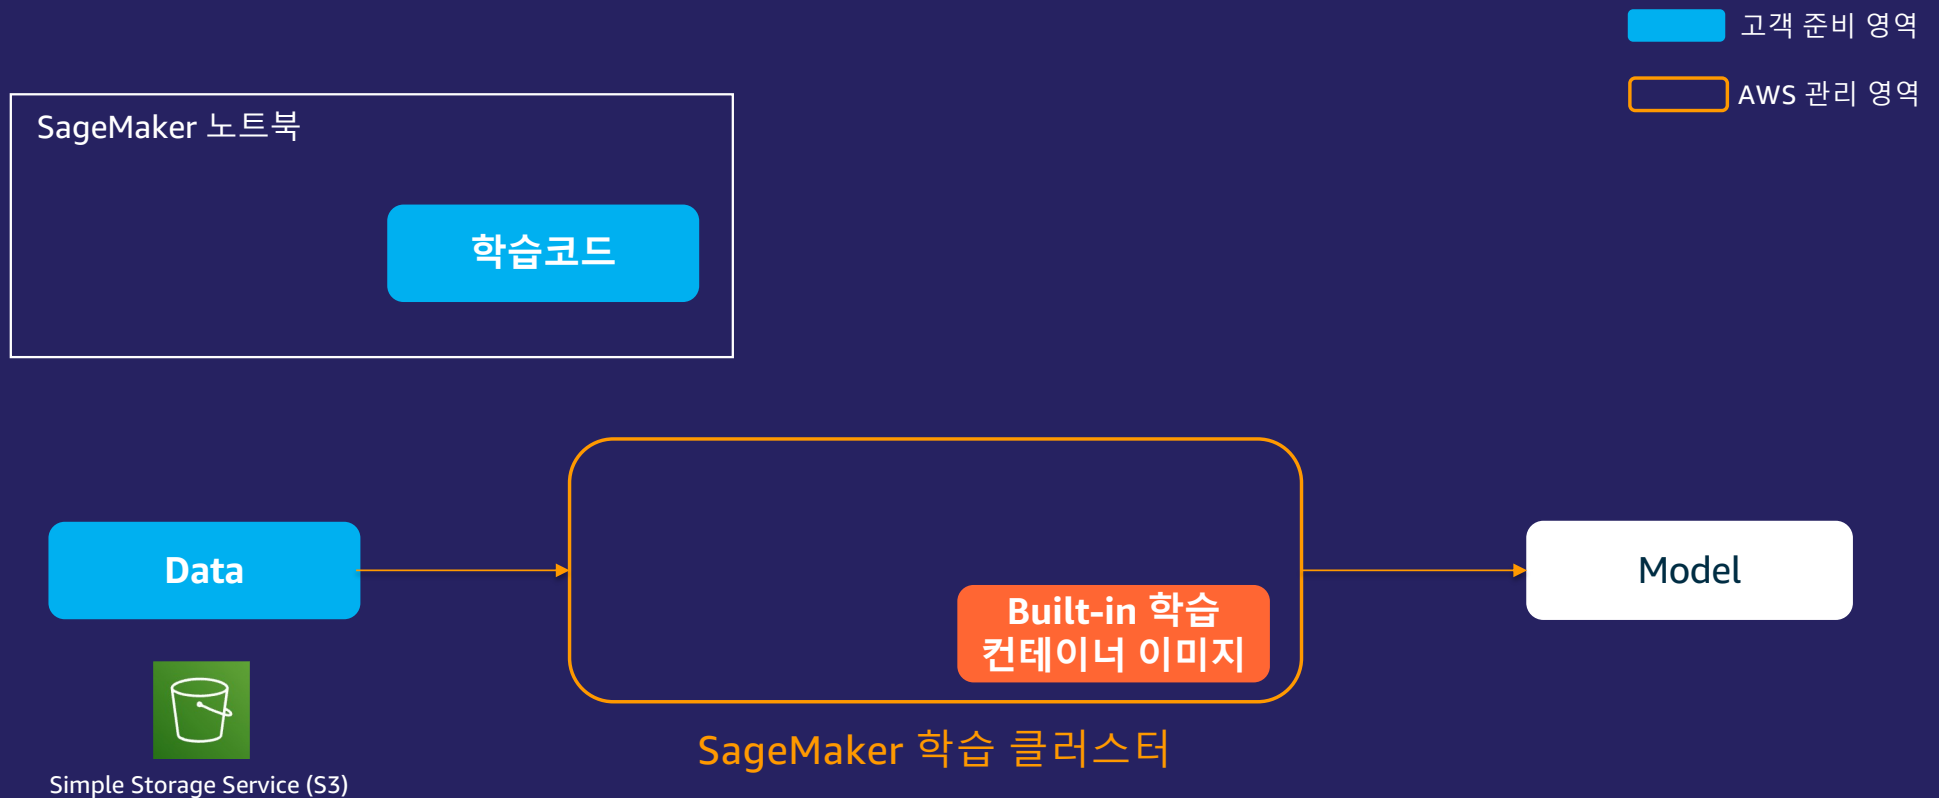 고객 준비 영역
AWS 관리 영역
SageMaker 노트북
학습코드
Data
Built-in 학습
컨테이너 이미지
Model
SageMaker 학습 클러스터
Simple Storage Service (S3)